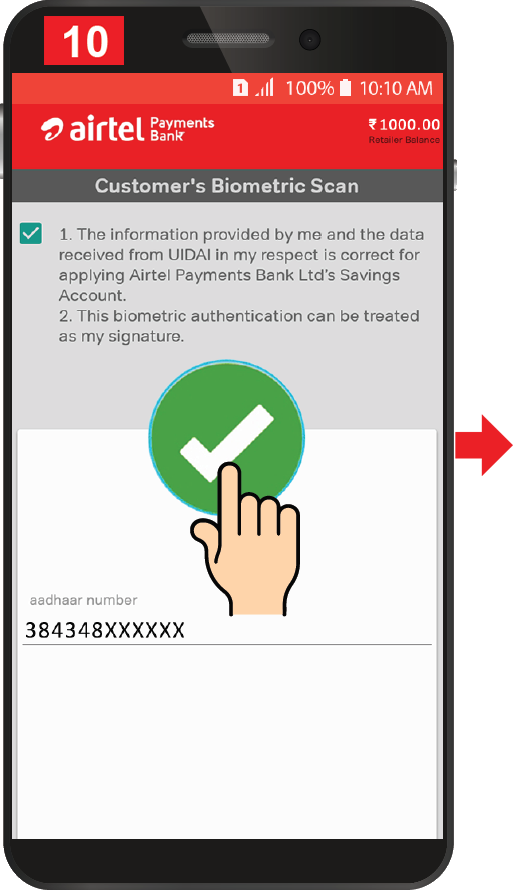 10
1 100% 10:10 AM
airtel Payments Bank
₹ 1000.00
Retailer Balance
Customer's Biometric Scan
1. The information provided by me and the data
received from UIDAI in my respect is correct for
applying Airtel Payments Bank Ltd's Savings
Account.
2. This biometric authentication can be treated
as my signature.
aadhaar number
384348XXXXXX